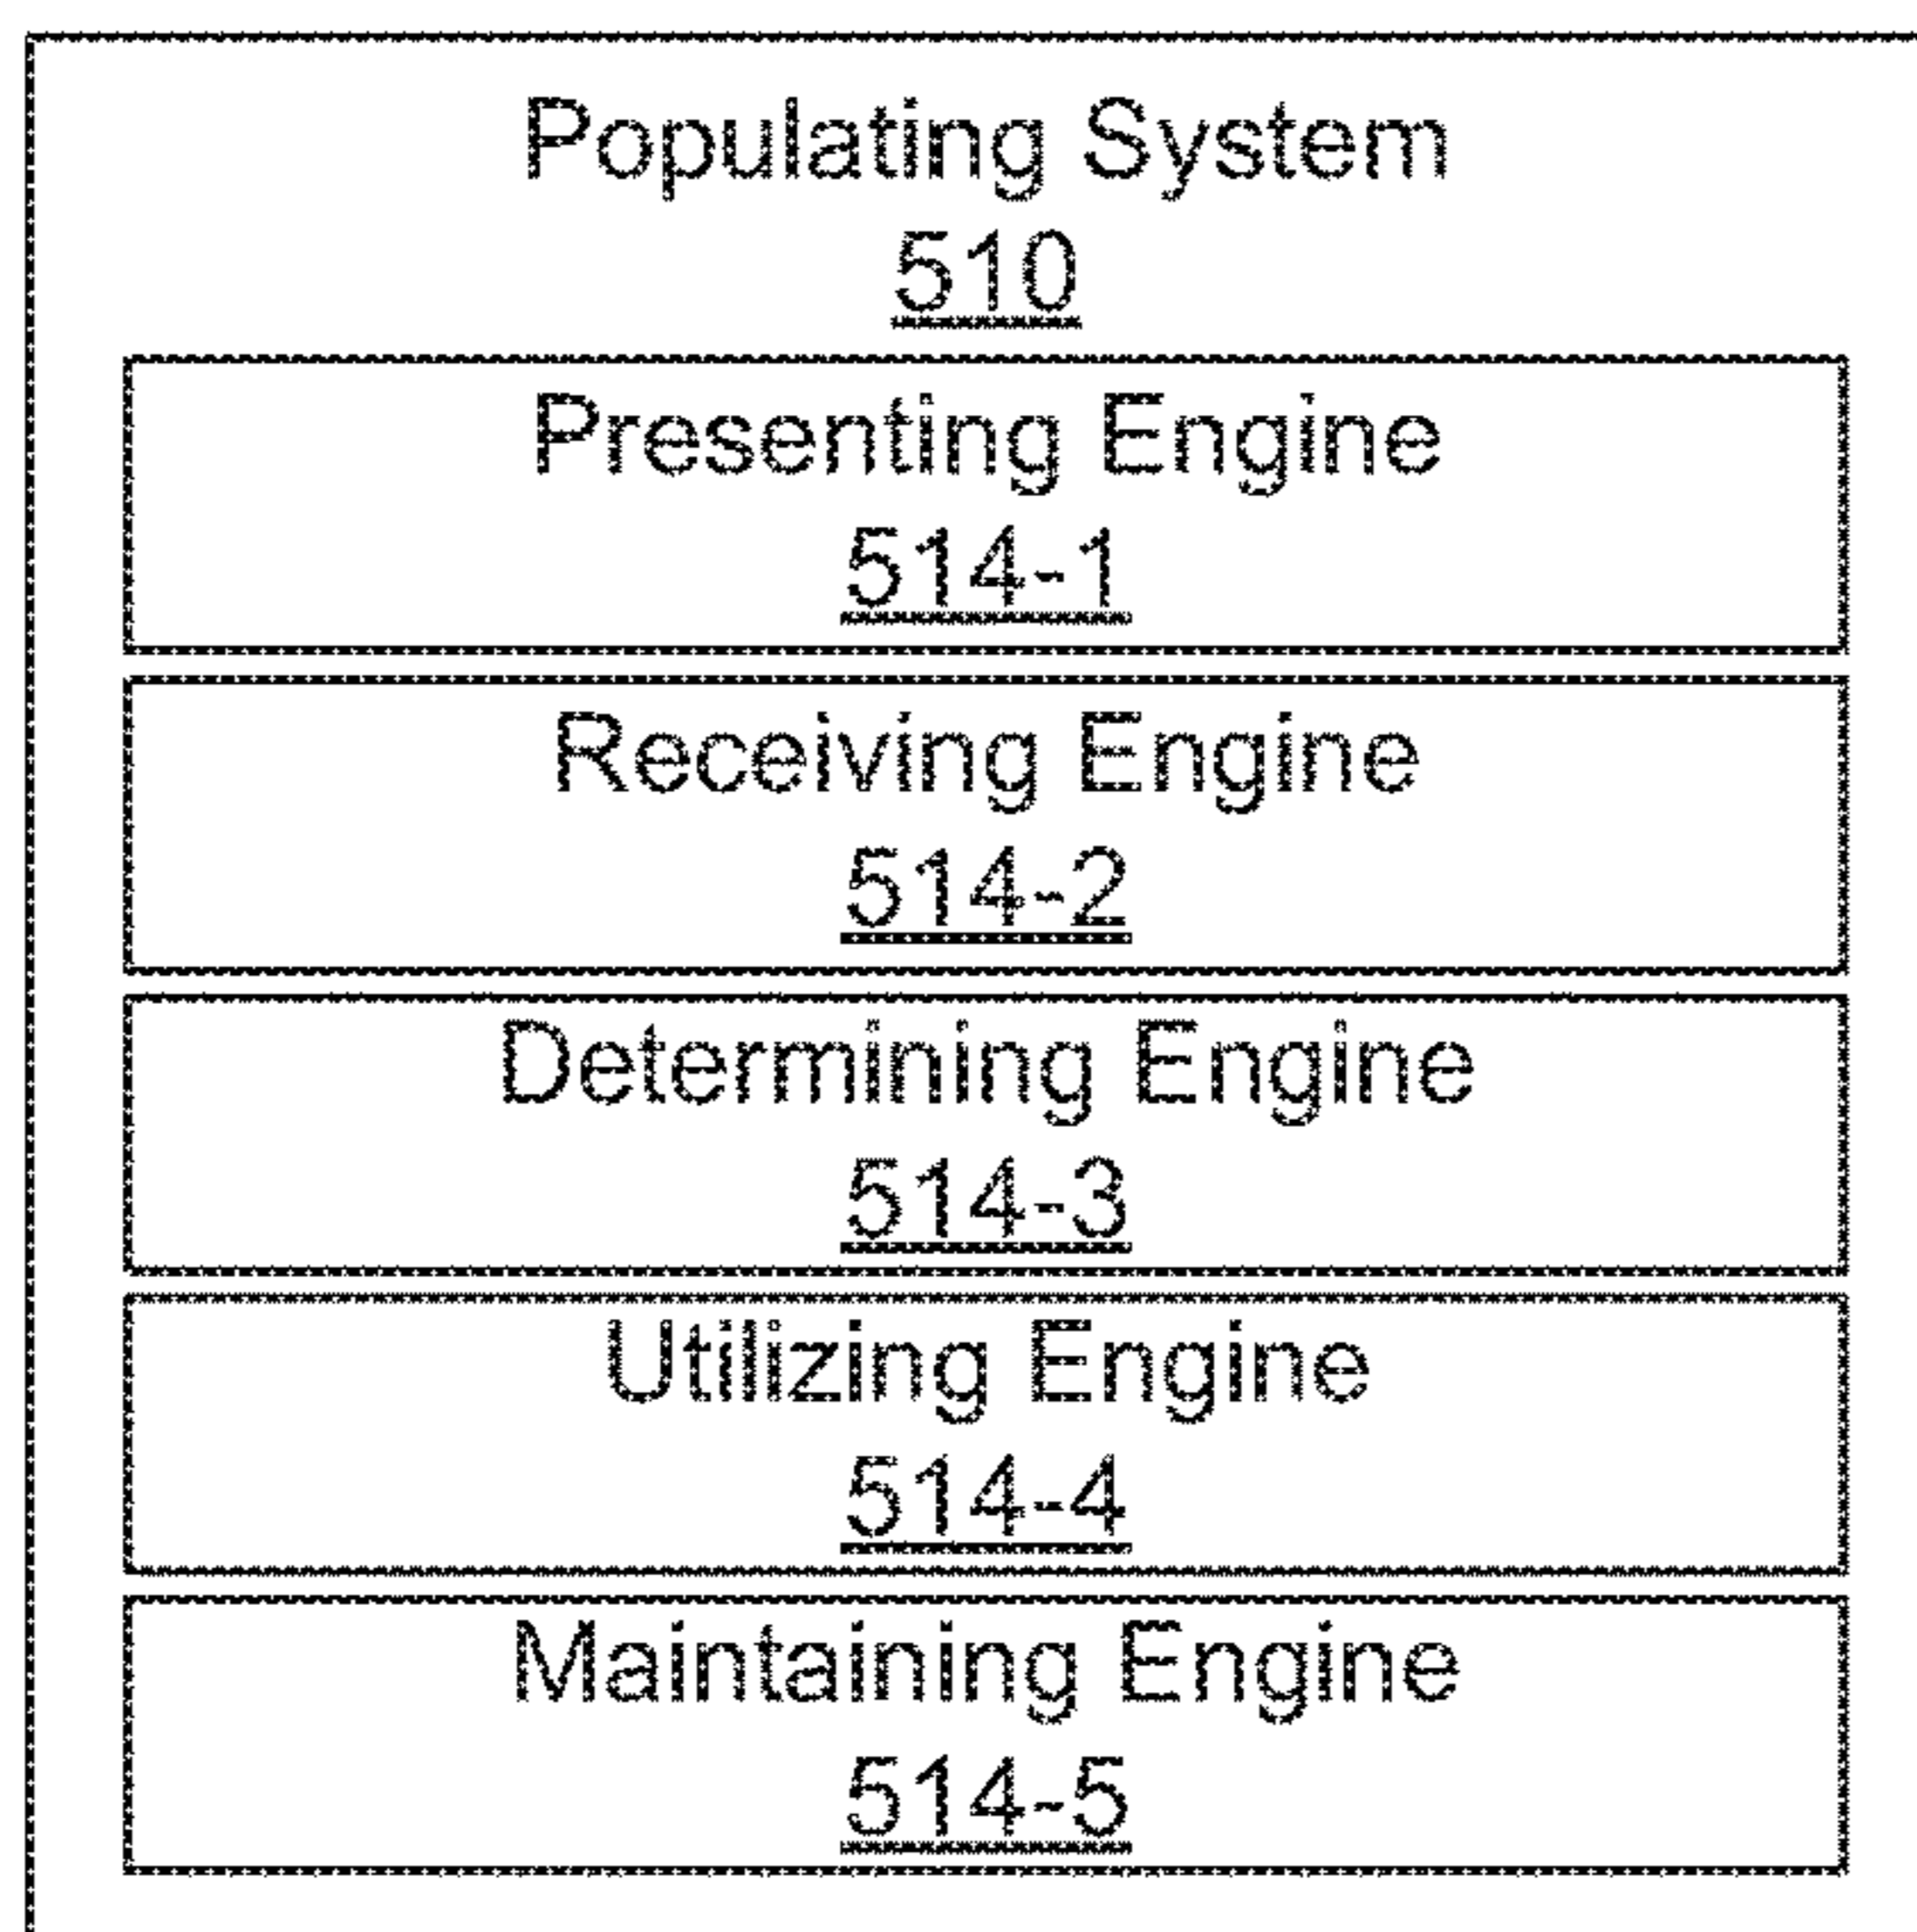 Populating System
510
Presenting Engine
514-1
Receiving Engine
514-2
Determining Engine
514-3
Utilizing Engine
514-4
Maintaining Engine
514-5